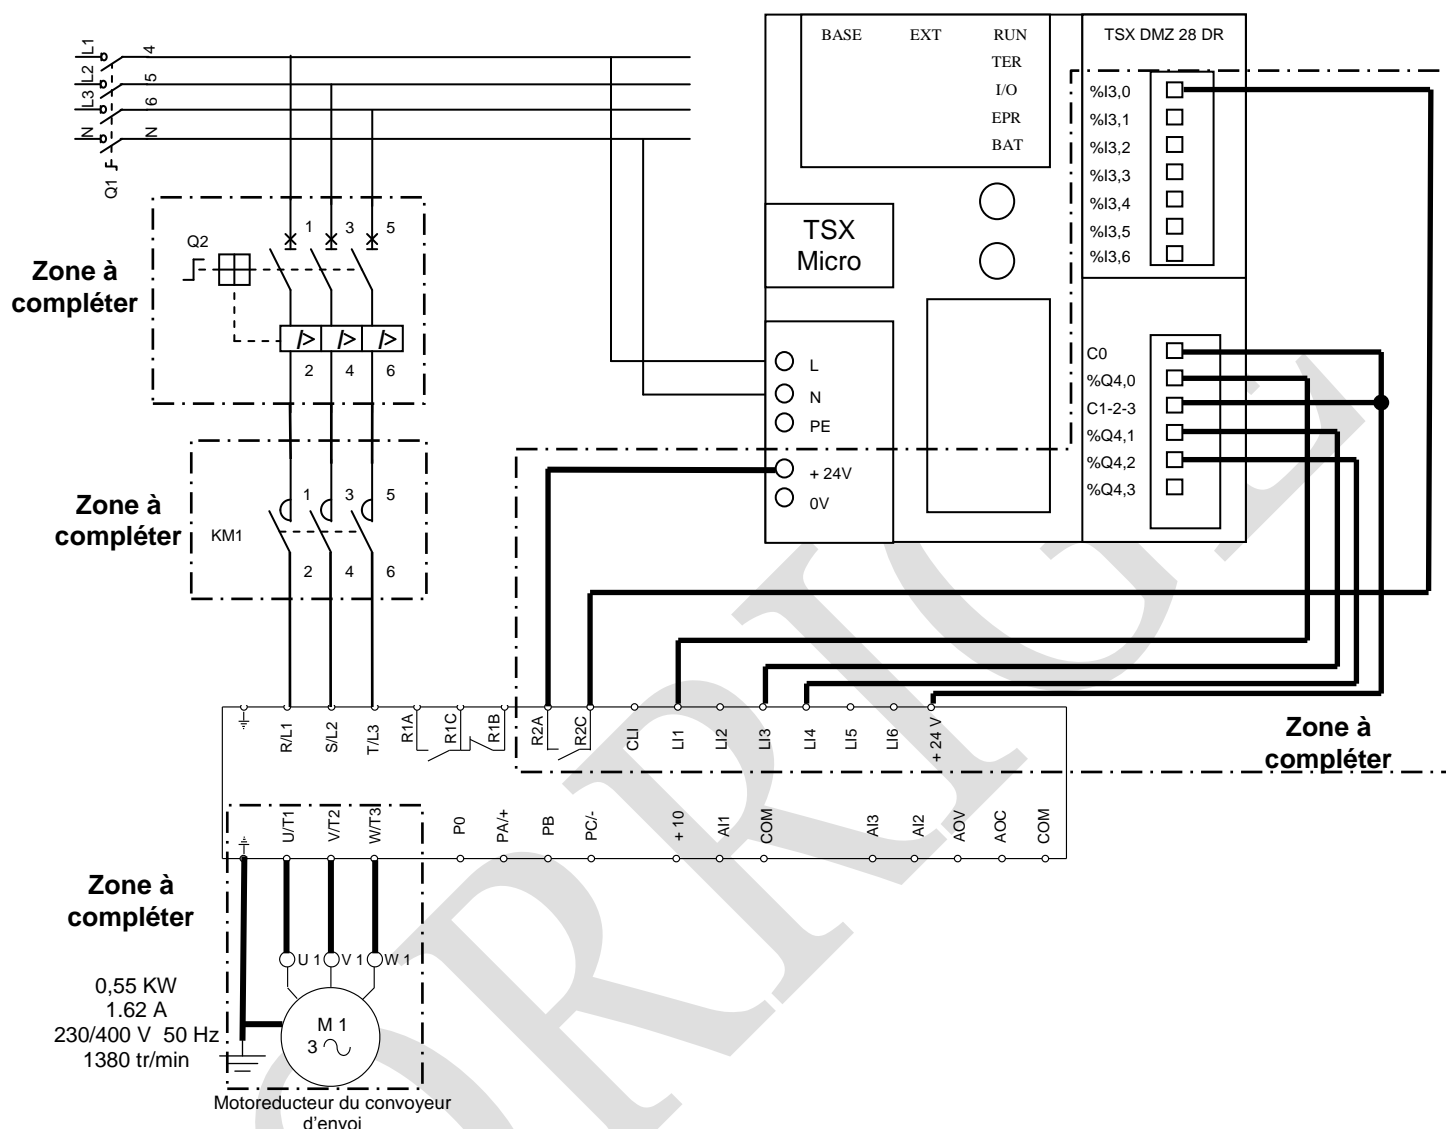 L1
4
L2
5
L3
6
N
N
Q1
BASE
EXT
RUN
TER
I/O
EPR
BAT
TSX DMZ 28 DR
%I3,0
%I3,1
%I3,2
%I3,3
%I3,4
%I3,5
%I3,6
TSX
Micro
Zone à
compléter
Q2
1
3
5
I>
I>
I>
2
4
6
L
N
PE
+ 24V
0V
C0
%Q4,0
C1-2-3
%Q4,1
%Q4,2
%Q4,3
Zone à
compléter
KM1
1
3
5
2
4
6
R/L1
S/L2
T/L3
R1A
R1C
R1B
R2A
R2C
CLI
LI1
LI2
LI3
LI4
LI5
LI6
+ 24 V
Zone à
compléter
U/T1
V/T2
W/T3
P0
PA/+
PB
PC/-
+ 10
AI1
COM
AI3
AI2
AOV
AOC
COM
Zone à
compléter
U 1
V 1
W 1
0,55 KW
1.62 A
230/400 V 50 Hz
1380 tr/min
M 1
3
Motoreducteur du convoyeur
d'envoi
ORRIGE